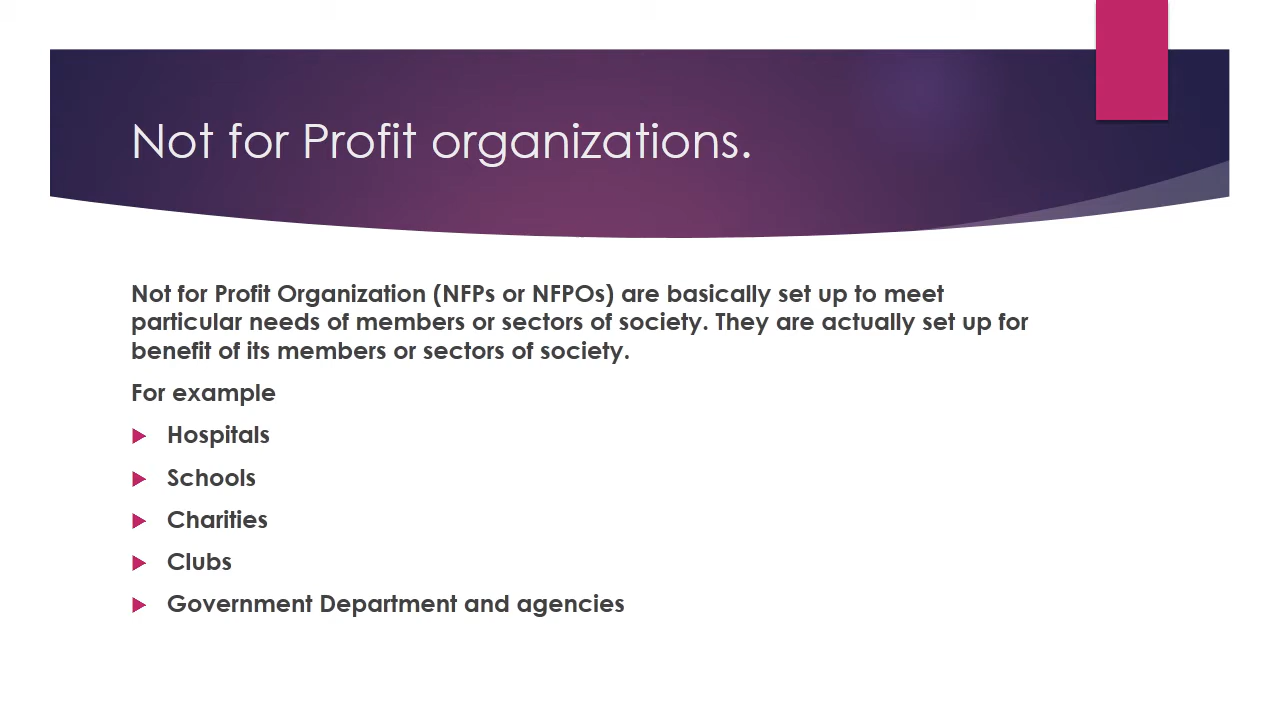 Not for Profit organizations.
Not for Profit Organization (NFPs or NFPOs) are basically set up to meet
particular needs of members or sectors of society. They are actually set up for
benefit of its members or sectors of society.
For example
Hospitals
Schools
Charities
Clubs
Government Department and agencies